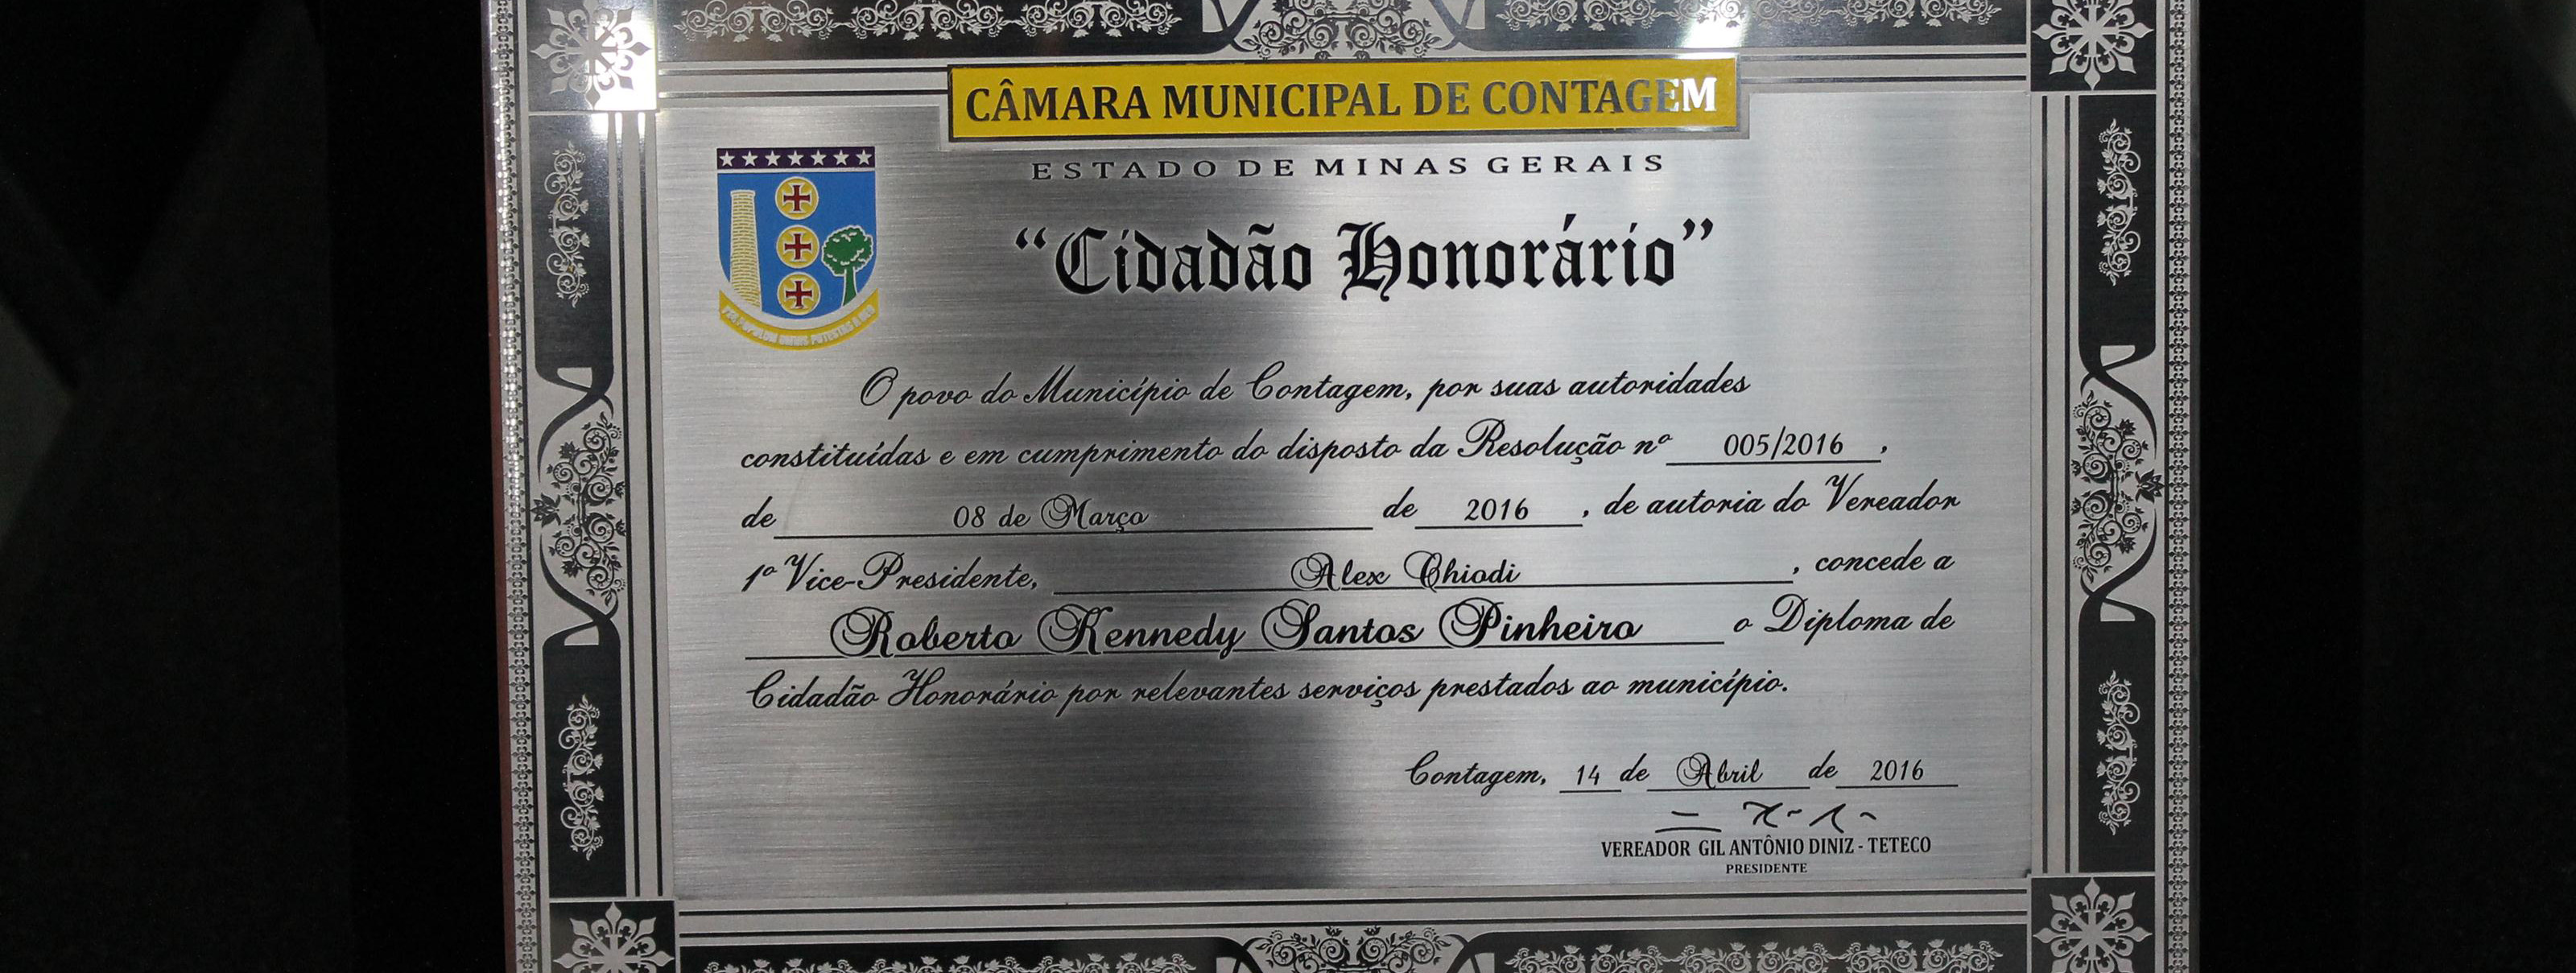 CÂMARA MUNICIPAL DE CONTAGEM
ESTADO DE MINAS GERAIS
“Cidadão Honorário”
O povo do Município de Contagem, por suas autoridades
constituídas e em cumprimento do disposto da Resolução nº 005/2016,
de 08 de Março de 2016, de autoria do Vereador
1º Vice-Presidente, Alex Chiodi, concede a
Roberto Kennedy Santos Pinheiro o Diploma de
Cidadão Honorário por relevantes serviços prestados ao município.
Contagem, 14 de Abril de 2016
VEREADOR GIL ANTÔNIO DINIZ - TETECO
PRESIDENTE